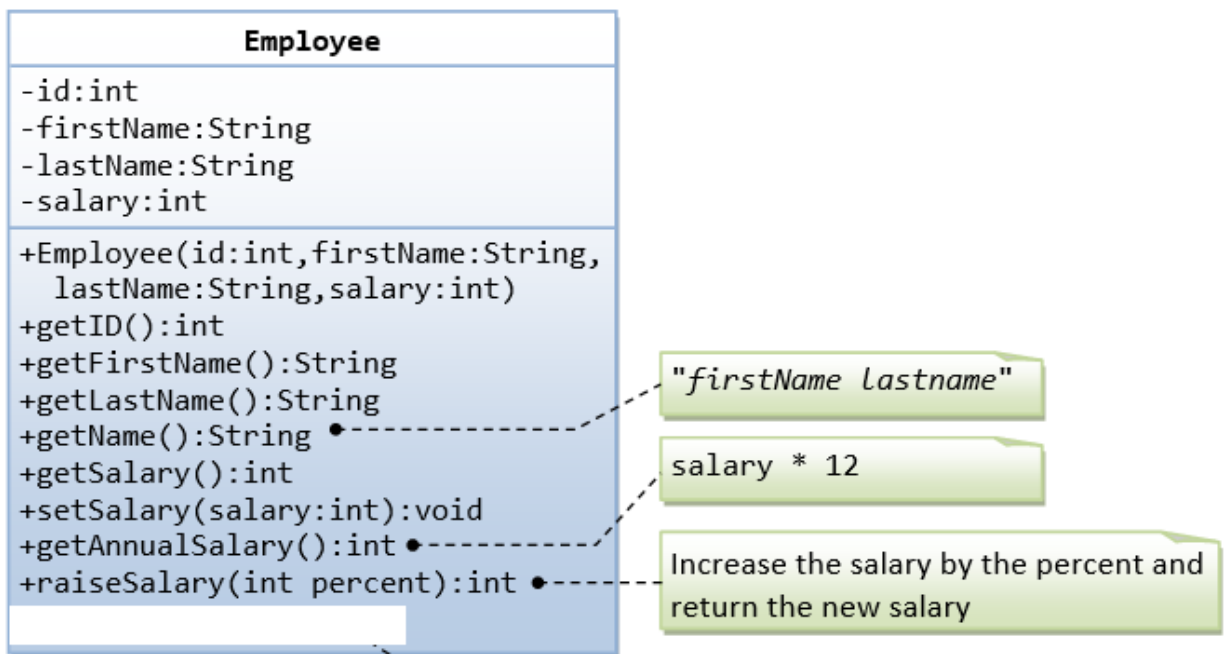 Employee
-id:int
-firstName:String
-lastName:String
-salary:int
+Employee(id:int,firstName:String,
lastName:String,salary:int)
+getID():int
+getFirstName():String
+getLastName():String
+getName():String
"firstName lastname"
+getSalary():int
salary * 12
+setSalary(salary:int):void
+getAnnualSalary():int
+raiseSalary(int percent):int
Increase the salary by the percent and
return the new salary